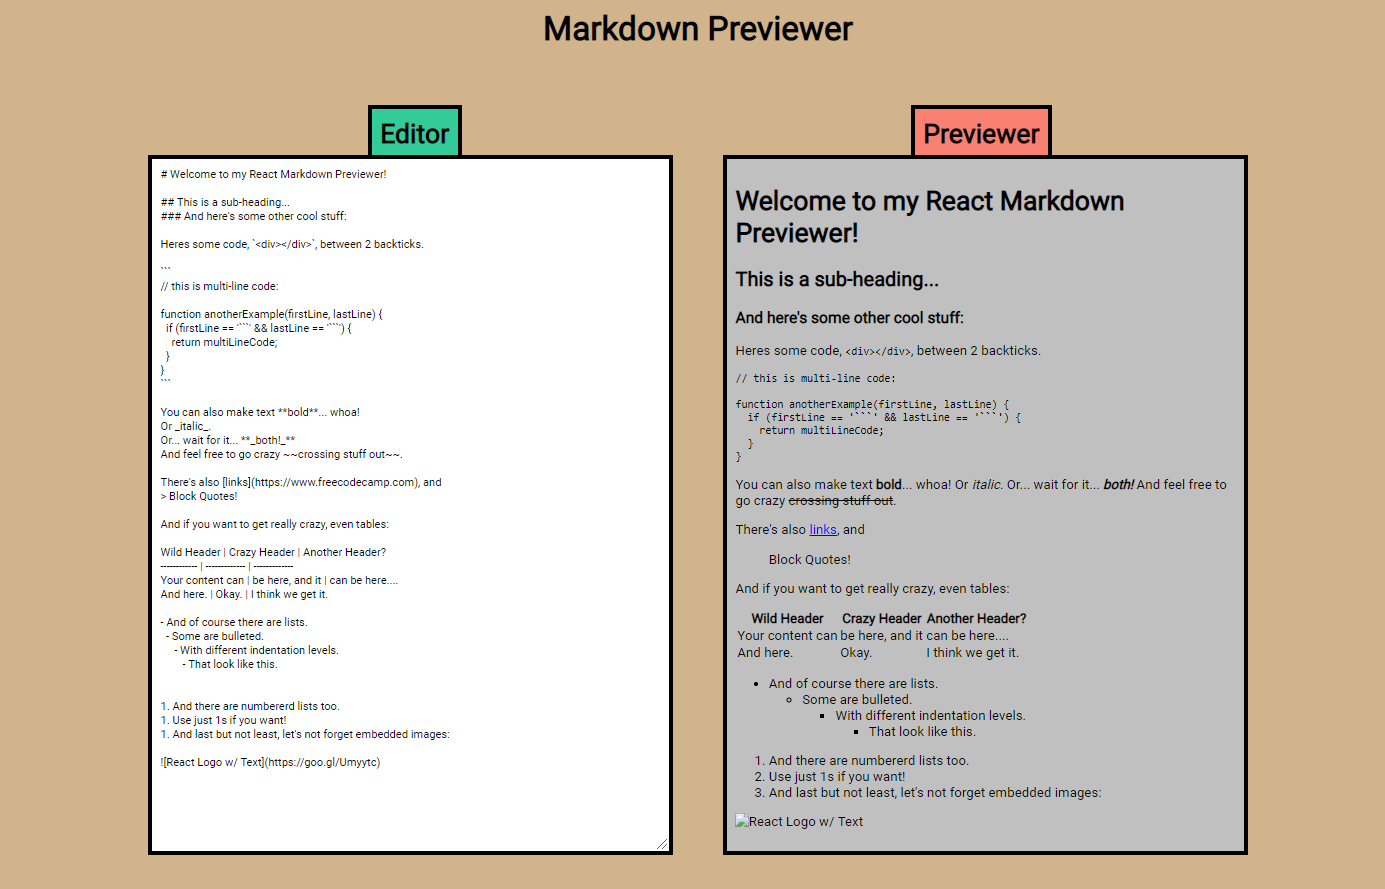 Markdown Previewer
Editor
# Welcome to my React Markdown Previewer!
## This is a sub-heading...
### And here's some other cool stuff:
Heres some code, `<div></div>`, between 2 backticks.
```
// this is multi-line code:
function anotherExample(firstLine, lastLine) {
  if (firstLine == '```' && lastLine == '```') {
    return multiLineCode;
  }
}
```
You can also make text **bold**... whoa!
Or _italic_.
Or... wait for it... **_both!_**
And feel free to go crazy ~~crossing stuff out~~.
There's also [links](https://www.freecodecamp.com), and
> Block Quotes!
And if you want to get really crazy, even tables:
Wild Header | Crazy Header | Another Header?
------------ | ------------- | -------------
Your content can | be here, and it | can be here....
And here. | Okay. | I think we get it.
- And of course there are lists.
  - Some are bulleted.
     - With different indentation levels.
        - That look like this.
1. And there are numbererd lists too.
1. Use just 1s if you want!
1. And last but not least, let's not forget embedded images:
![React Logo w/ Text](https://goo.gl/Umyytc)
Previewer
Welcome to my React Markdown
Previewer!
This is a sub-heading...
And here's some other cool stuff:
Heres some code, <div></div>, between 2 backticks.
// this is multi-line code:
function anotherExample(firstLine, lastLine) {
  if (firstLine == '```' && lastLine == '```') {
    return multiLineCode;
  }
}
You can also make text bold... whoa! Or italic. Or... wait for it... both! And feel free to
go crazy crossing stuff out.
There's also links, and
Block Quotes!
And if you want to get really crazy, even tables:
Wild Header Crazy Header Another Header?
Your content can be here, and it can be here....
And here. Okay. I think we get it.
• And of course there are lists.
◦ Some are bulleted.
▪ With different indentation levels.
▪ That look like this.
1. And there are numbererd lists too.
2. Use just 1s if you want!
3. And last but not least, let's not forget embedded images:
React Logo w/ Text